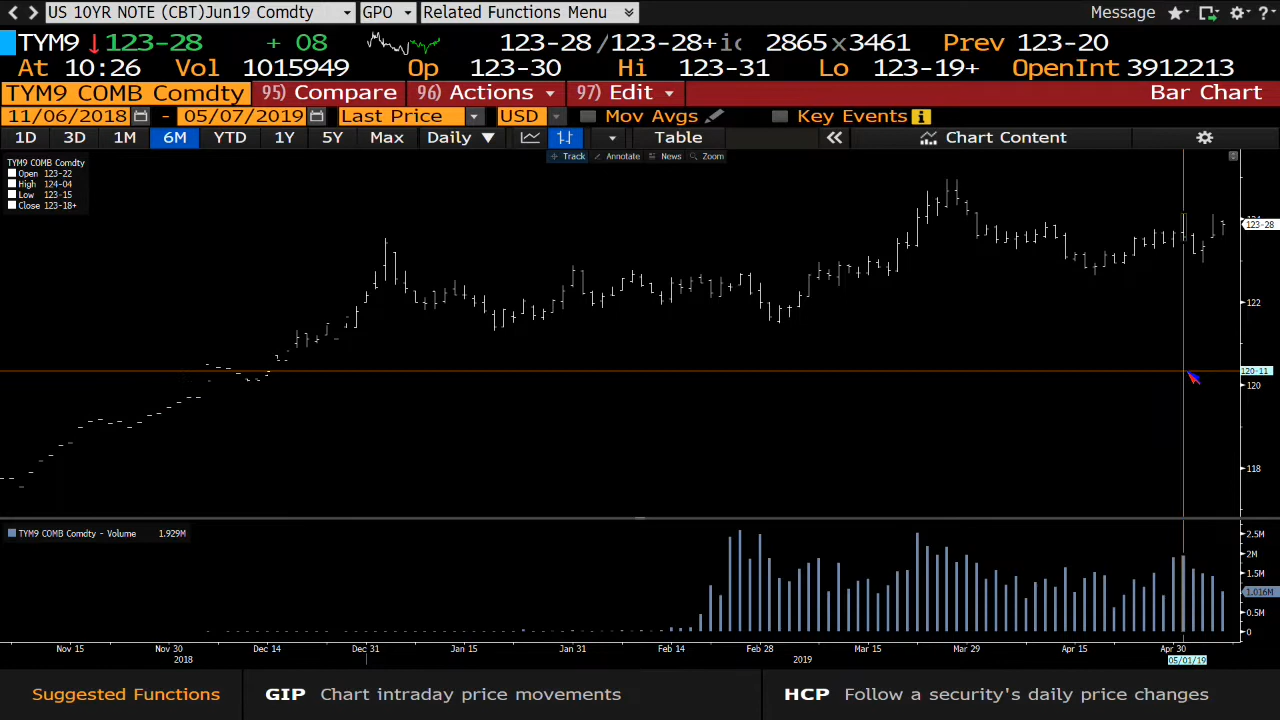 US 10YR NOTE (CBT)Jun19 Comdty GPO Related Functions Menu Message ?
TYM9 ↓123-28 + 08 123-28 /123-28+ 2865x3461 Prev 123-20
At 10:26 Vol 1015949 Op 123-30 Hi 123-31 Lo 123-19+ OpenInt 3912213
TYM9 COMB Comdty 95) Compare 96) Actions 97) Edit Bar Chart
11/06/2018 - 05/07/2019 Last Price USD Mov Avgs Key Events i
1D 3D 1M 6M YTD 1Y 5Y Max Daily Table Chart Content
Track Annotate News Zoom
TYM9 COMB Comdty
Open 123-22
High 124-04
Low 123-15
Close 123-18+
124
123-28
122
120-11
120
118
TYM9 COMB Comdty - Volume 1.929M
2.5M
2M
1.5M
1.016M
0.5M
0
Nov 15 Nov 30 Dec 14 Dec 31 Jan 15 Jan 31 Feb 14 Feb 28 Mar 15 Mar 29 Apr 15 Apr 30
2018 2019 05/01/19
Suggested Functions GIP Chart intraday price movements HCP Follow a security's daily price changes